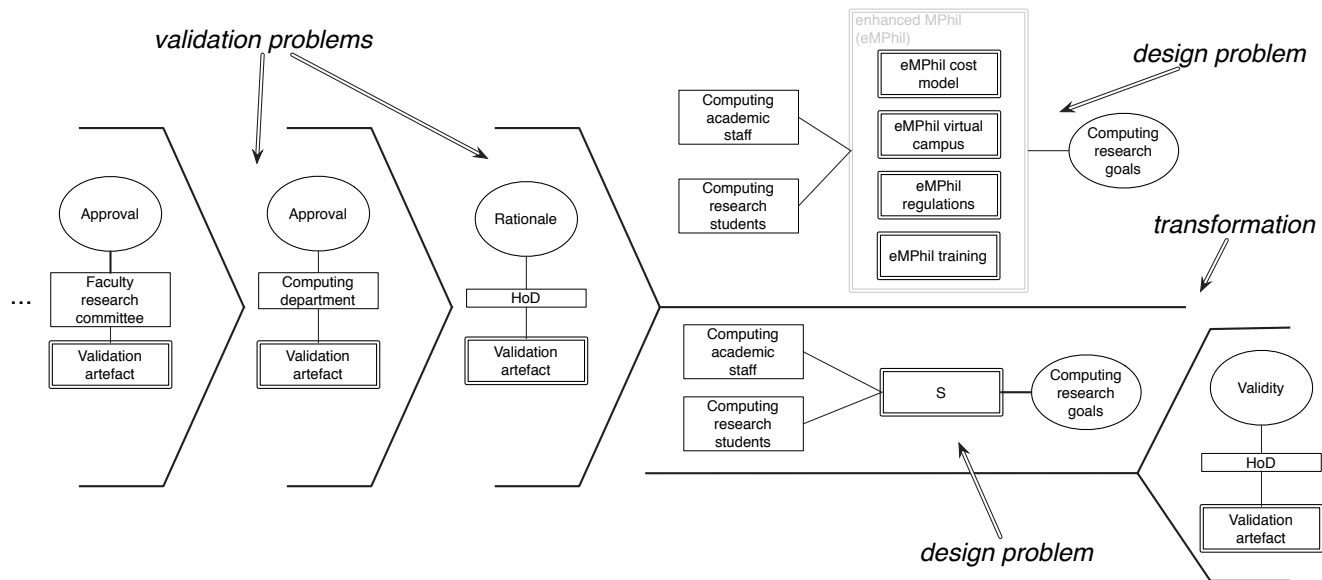 validation problems
enhanced MPhil
(eMPhil)
design problem
eMPhil cost
model
Computing
academic
staff
eMPhil virtual
campus
Computing
research
goals
Computing
research
students
eMPhil
regulations
eMPhil training
transformation
Approval
Approval
Rationale
...
Faculty
research
committee
Computing
department
HoD
Validation
artefact
Validation
artefact
Validation
artefact
Computing
academic
staff
S
Computing
research
goals
Computing
research
students
Validity
HoD
Validation
artefact
design problem